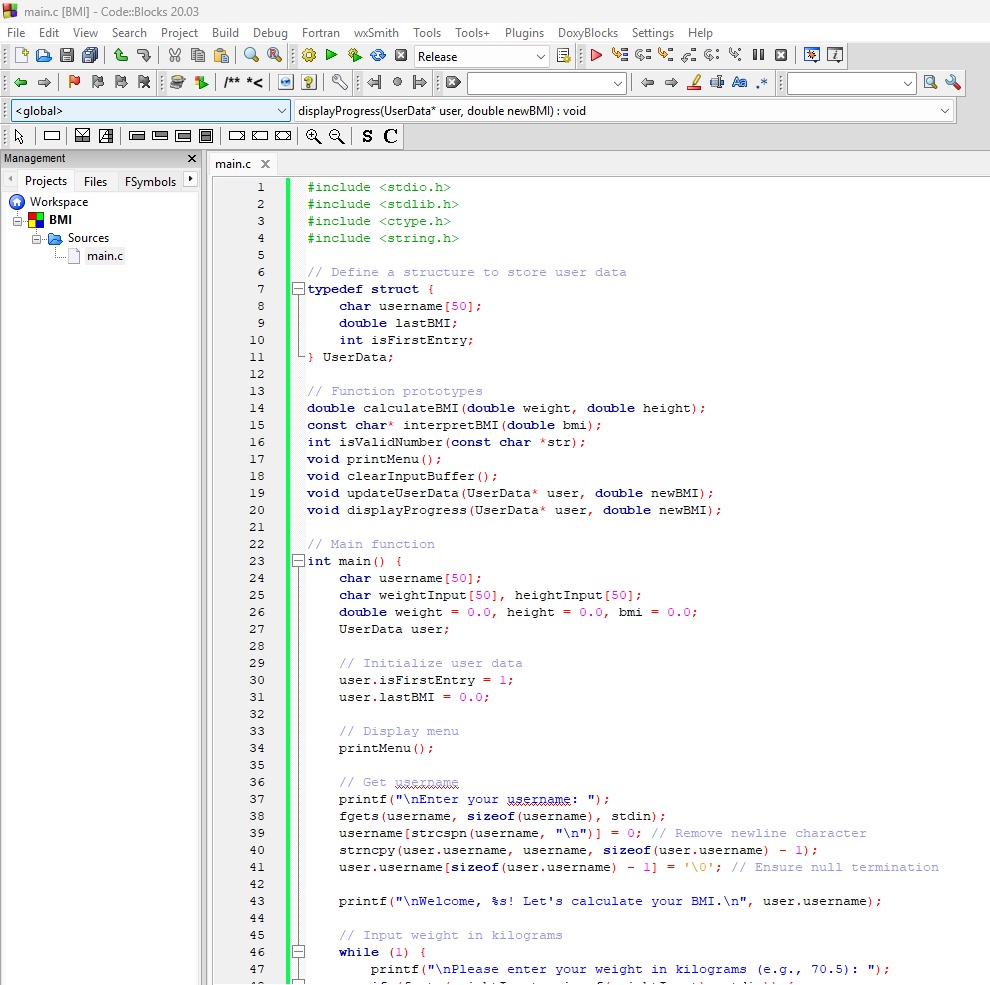 main.c [BMI] - Code::Blocks 20.03
File Edit View Search Project Build Debug Fortran wxSmith Tools Tools+ Plugins DoxyBlocks Settings Help
Release
/** *<
Aa .*
<global> displayProgress(UserData* user, double newBMI) : void
S C
Management
main.c
Projects Files FSymbols
Workspace
BMI
Sources
main.c
1 #include <stdio.h>
2 #include <stdlib.h>
3 #include <ctype.h>
4 #include <string.h>
5
6 // Define a structure to store user data
7 typedef struct {
8 char username[50];
9 double lastBMI;
10 int isFirstEntry;
11 } UserData;
12
13 // Function prototypes
14 double calculateBMI(double weight, double height);
15 const char* interpretBMI(double bmi);
16 int isValidNumber(const char *str);
17 void printMenu();
18 void clearInputBuffer();
19 void updateUserData(UserData* user, double newBMI);
20 void displayProgress(UserData* user, double newBMI);
21
22 // Main function
23 int main() {
24 char username[50];
25 char weightInput[50], heightInput[50];
26 double weight = 0.0, height = 0.0, bmi = 0.0;
27 UserData user;
28
29 // Initialize user data
30 user.isFirstEntry = 1;
31 user.lastBMI = 0.0;
32
33 // Display menu
34 printMenu();
35
36 // Get username
37 printf("\nEnter your username: ");
38 fgets(username, sizeof(username), stdin);
39 username[strcspn(username, "\n")] = 0; // Remove newline character
40 strncpy(user.username, username, sizeof(user.username) - 1);
41 user.username[sizeof(user.username) - 1] = '\0'; // Ensure null termination
42
43 printf("\nWelcome, %s! Let's calculate your BMI.\n", user.username);
44
45 // Input weight in kilograms
46 while (1) {
47 printf("\nPlease enter your weight in kilograms (e.g., 70.5): ");